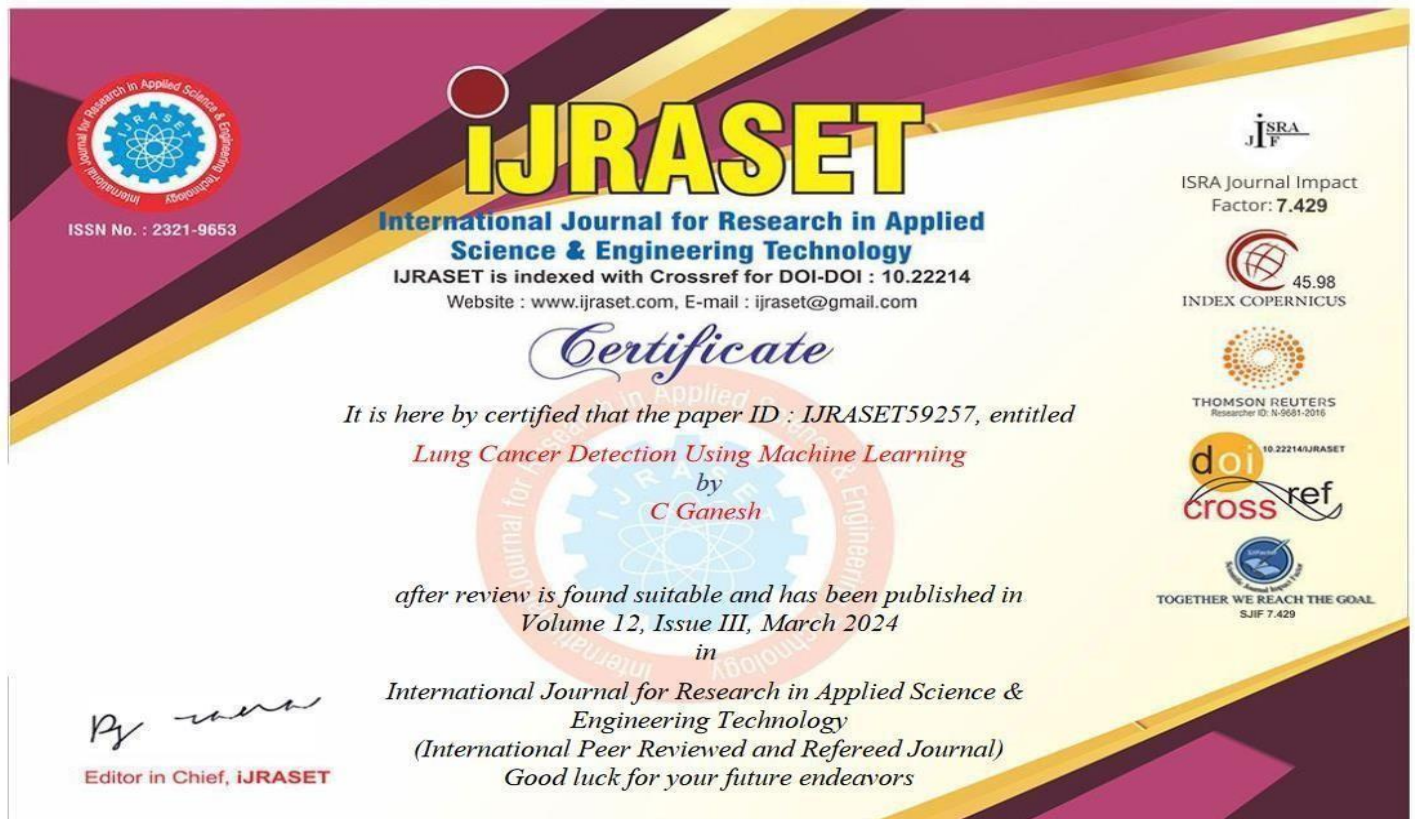 International Journal for Research in Applied Science & Engineering Technology
IJRASET
ISSN No. : 2321-9653
iJRASET
International Journal for Research in Applied
Science & Engineering Technology
IJRASET is indexed with Crossref for DOI-DOI : 10.22214
Website : www.ijraset.com, E-mail : ijraset@gmail.com
Certificate
It is here by certified that the paper ID : IJRASET59257, entitled
Lung Cancer Detection Using Machine Learning
by
C Ganesh
after review is found suitable and has been published in
Volume 12, Issue III, March 2024
in
International Journal for Research in Applied Science &
Engineering Technology
(International Peer Reviewed and Refereed Journal)
Good luck for your future endeavors
Editor in Chief, iJRASET
ISRA
JIF
ISRA Journal Impact
Factor: 7.429
45.98
INDEX COPERNICUS
THOMSON REUTERS
Researcher ID: N-9681-2016
doi
10.22214/IJRASET
cross ref
TOGETHER WE REACH THE GOAL
SJIF 7.429